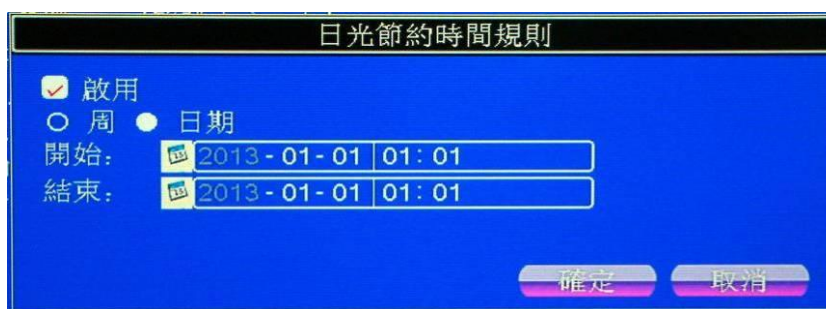 日光節約時間規則
啟用
周 日期
開始: 2013-01-01 01:01
結束: 2013-01-01 01:01
確定 取消